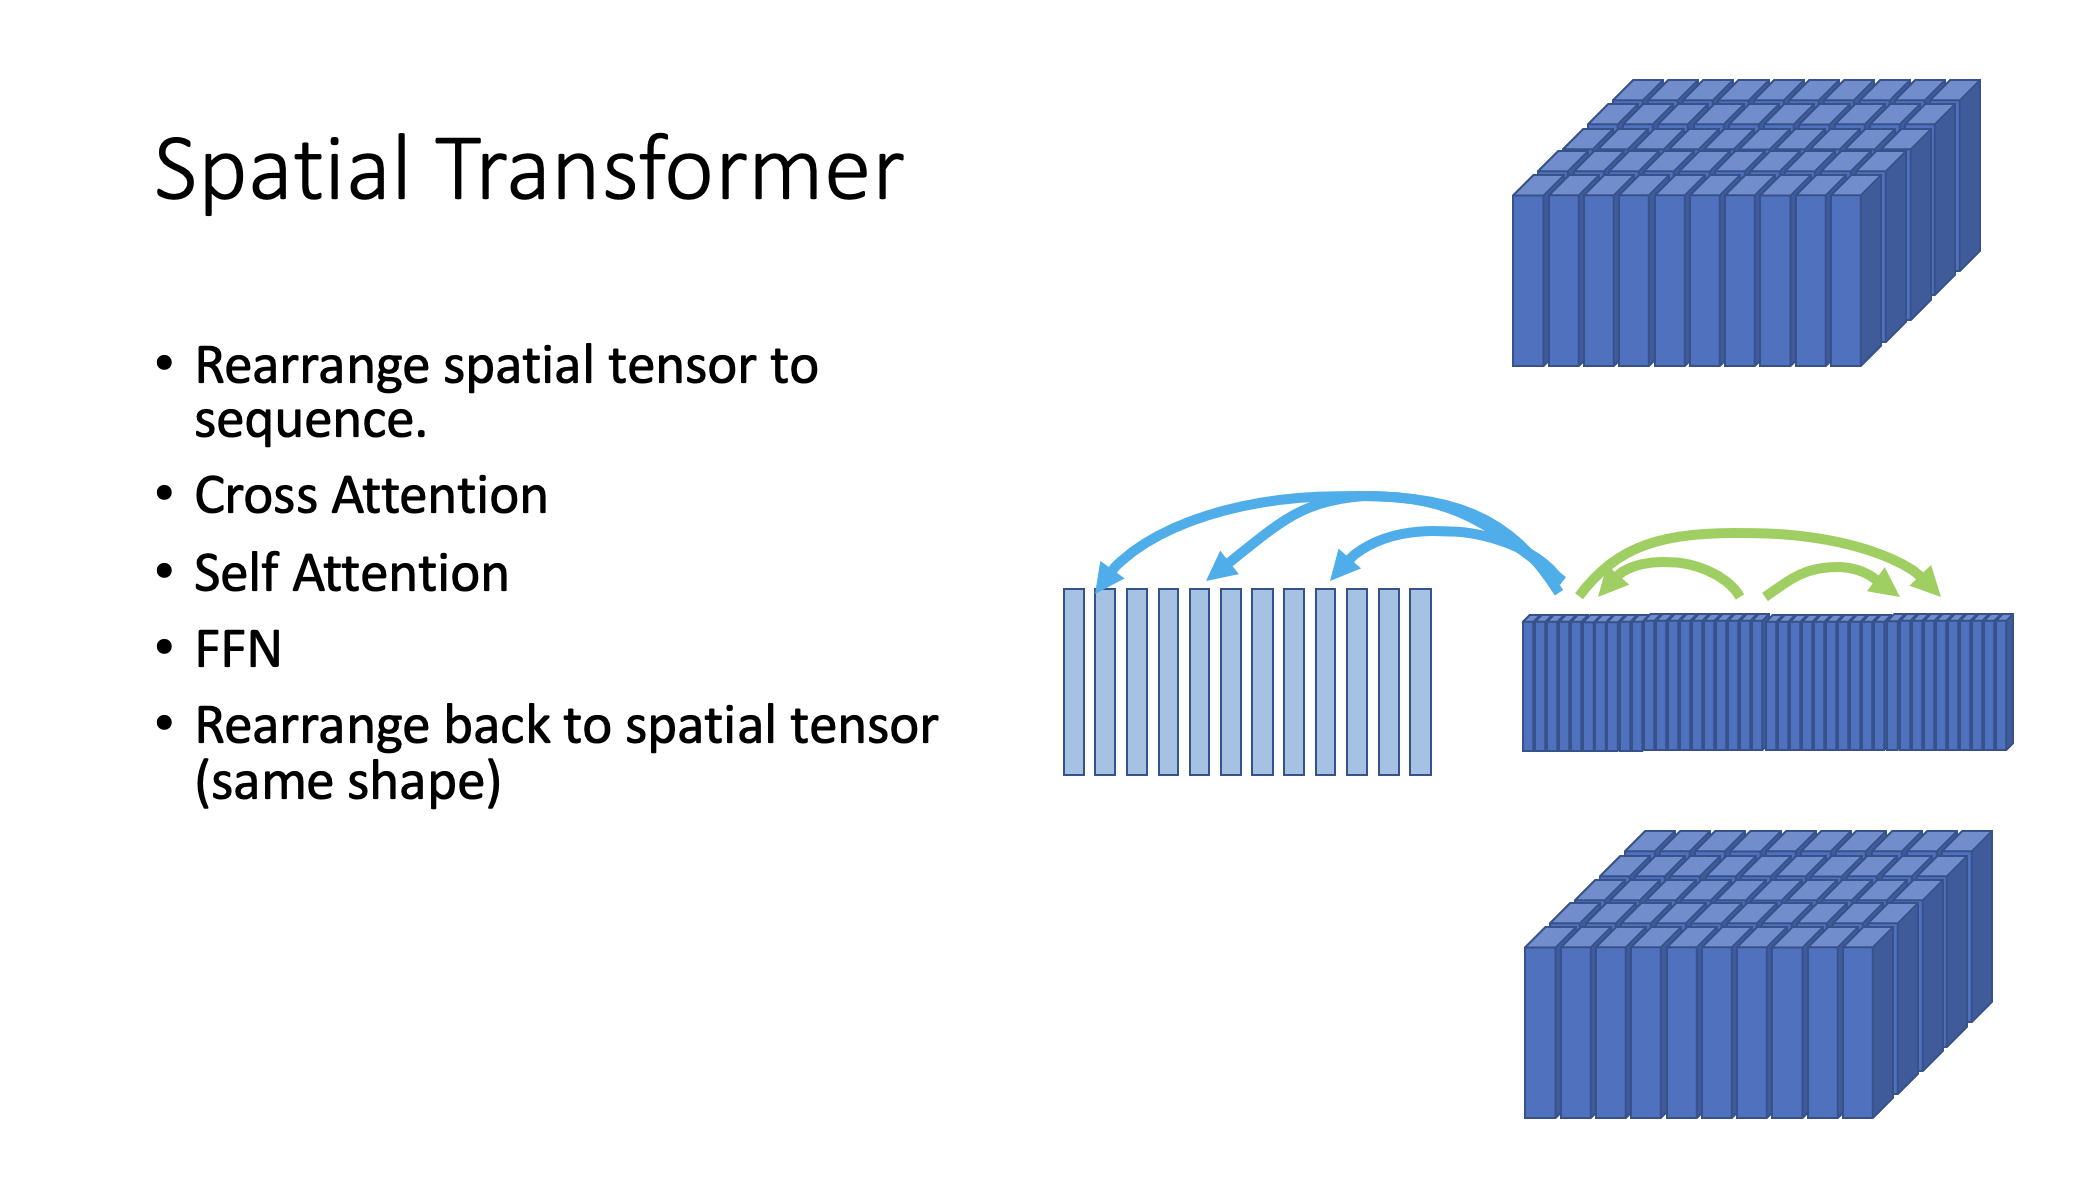 Spatial Transformer
• Rearrange spatial tensor to
sequence.
• Cross Attention
• Self Attention
• FFN
• Rearrange back to spatial tensor
(same shape)